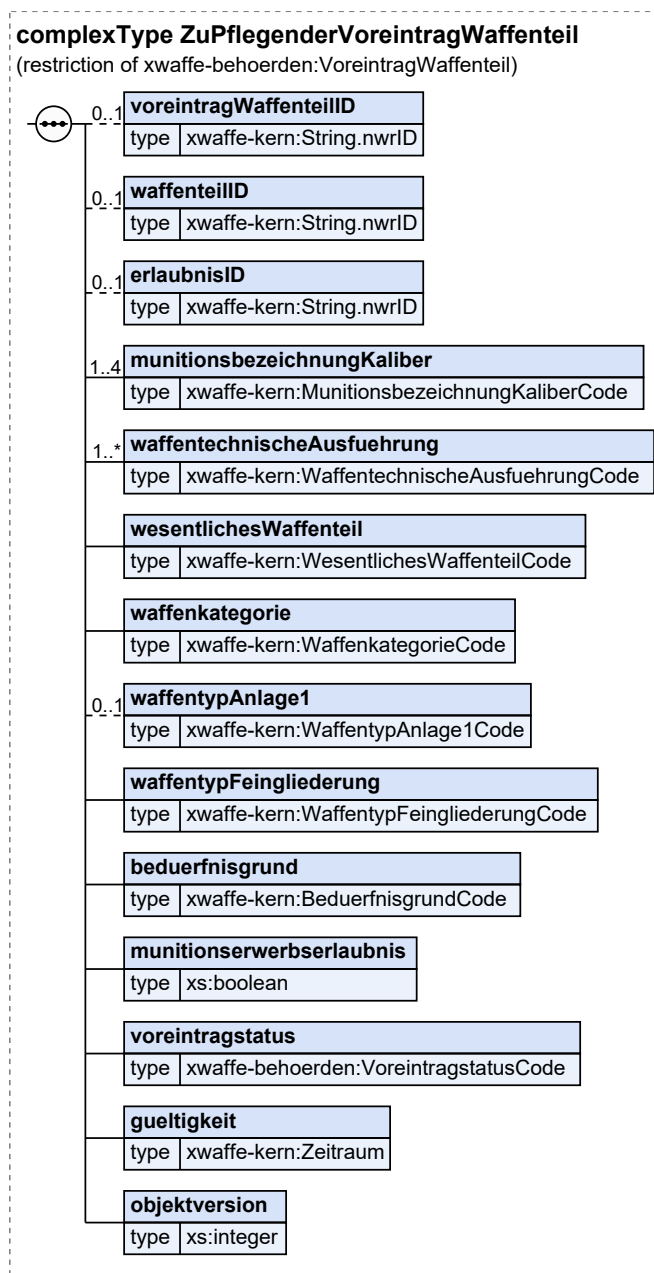 complexType ZuPflegenderVoreintragWaffenteil
(restriction of xwaffe-behoerden:VoreintragWaffenteil)
0..1 voreintragWaffenteilID
type xwaffe-kern:String.nwrID
0..1 waffenteilID
type xwaffe-kern:String.nwrID
0..1 erlaubnisID
type xwaffe-kern:String.nwrID
1..4 munitionsbezeichnungKaliber
type xwaffe-kern:MunitionsbezeichnungKaliberCode
1..* waffentechnischeAusfuehrung
type xwaffe-kern:WaffentechnischeAusfuehrungCode
wesentlichesWaffenteil
type xwaffe-kern:WesentlichesWaffenteilCode
waffenkategorie
type xwaffe-kern:WaffenkategorieCode
0..1 waffentypAnlage1
type xwaffe-kern:WaffentypAnlage1Code
waffentypFeingliederung
type xwaffe-kern:WaffentypFeingliederungCode
beduerfnisgrund
type xwaffe-kern:BeduerfnisgrundCode
munitionserwerbserlaubnis
type xs:boolean
voreintragstatus
type xwaffe-behoerden:VoreintragstatusCode
gueltigkeit
type xwaffe-kern:Zeitraum
objektversion
type xs:integer